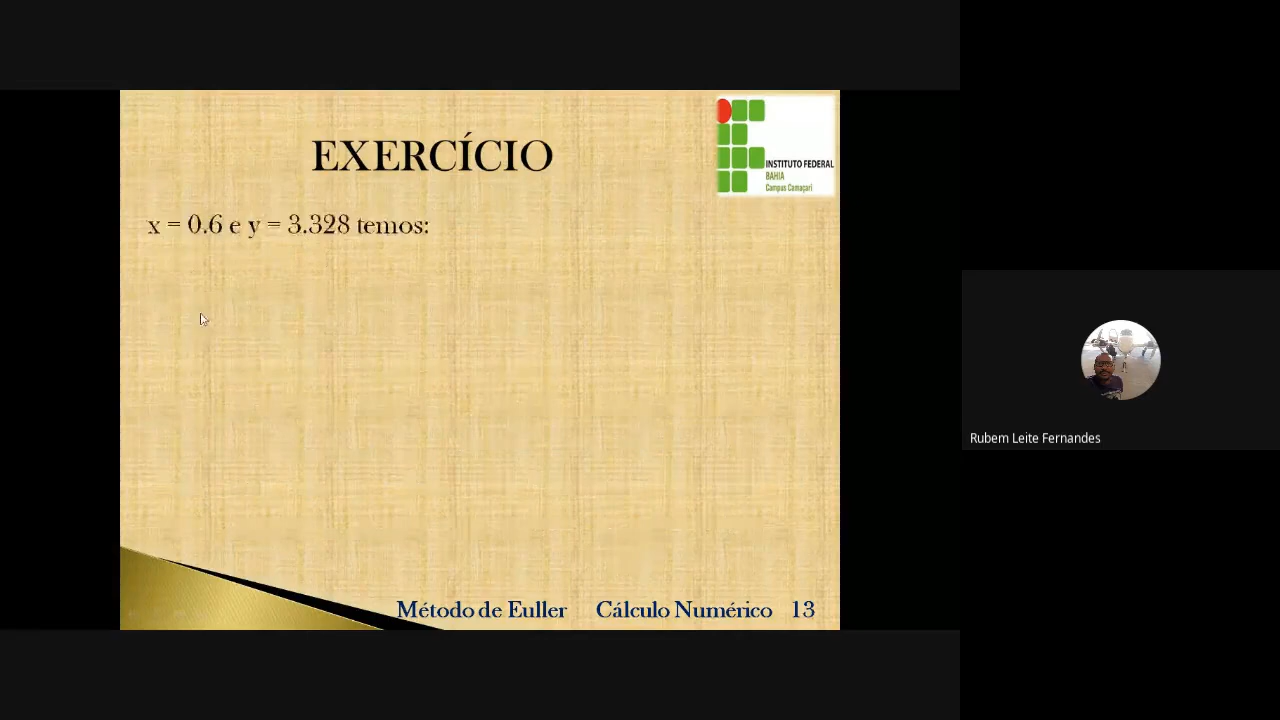 EXERCÍCIO
INSTITUTO FEDERAL
BAHIA
Campus Camaçari
x = 0.6 e y = 3.328 temos:
Rubem Leite Fernandes
Método de Euller Cálculo Numérico 13